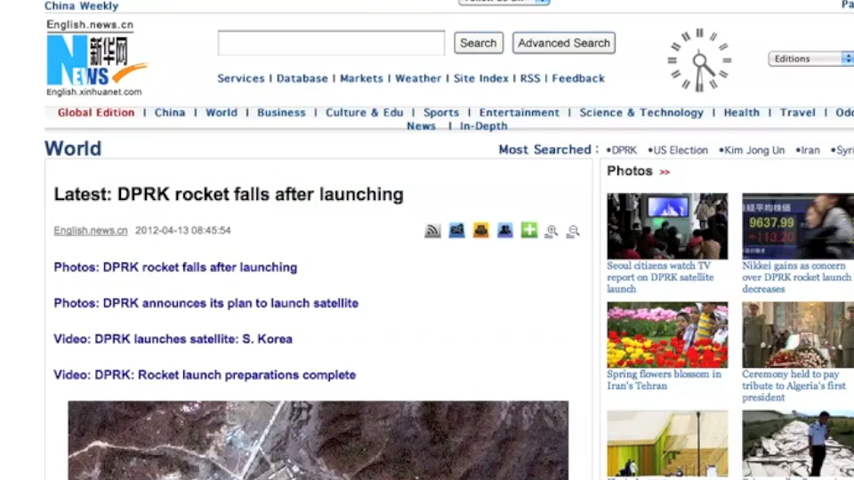 China Weekly
English.news.cn
新华网
NEWS
English.xinhuanet.com
Search
Advanced Search
Editions
Services | Database | Markets | Weather | Site Index | RSS | Feedback
Global Edition | China | World | Business | Culture & Edu | Sports | Entertainment | Science & Technology | Health | Travel |
News | In-Depth
World
Most Searched : •DPRK •US Election •Kim Jong Un •Iran
Photos >>
Latest: DPRK rocket falls after launching
English.news.cn 2012-04-13 08:45:54
Photos: DPRK rocket falls after launching
Photos: DPRK announces its plan to launch satellite
Video: DPRK launches satellite: S. Korea
Video: DPRK: Rocket launch preparations complete
9637.99
+113.20
Seoul citizens watch TV
report on DPRK satellite
launch
Nikkei gains as concern
over DPRK rocket launch
decreases
Spring flowers blossom in
Iran's Tehran
Ceremony held to pay
tribute to Algeria's first
president